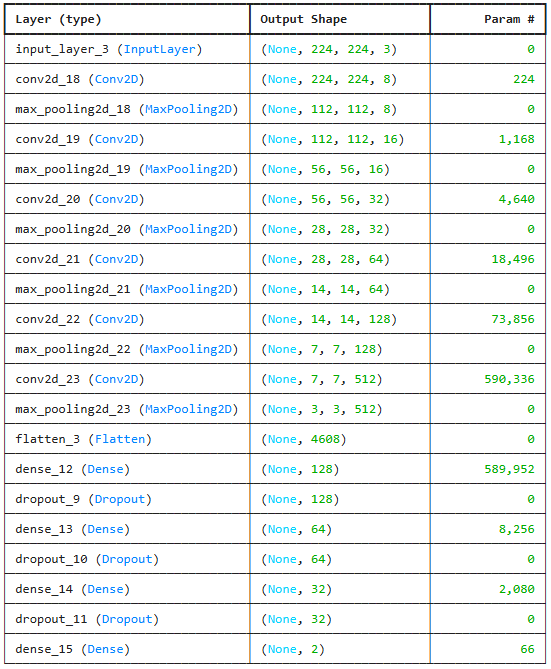 Layer (type) Output Shape Param #
input_layer_3 (InputLayer) (None, 224, 224, 3) 0
conv2d_18 (Conv2D) (None, 224, 224, 8) 224
max_pooling2d_18 (MaxPooling2D) (None, 112, 112, 8) 0
conv2d_19 (Conv2D) (None, 112, 112, 16) 1,168
max_pooling2d_19 (MaxPooling2D) (None, 56, 56, 16) 0
conv2d_20 (Conv2D) (None, 56, 56, 32) 4,640
max_pooling2d_20 (MaxPooling2D) (None, 28, 28, 32) 0
conv2d_21 (Conv2D) (None, 28, 28, 64) 18,496
max_pooling2d_21 (MaxPooling2D) (None, 14, 14, 64) 0
conv2d_22 (Conv2D) (None, 14, 14, 128) 73,856
max_pooling2d_22 (MaxPooling2D) (None, 7, 7, 128) 0
conv2d_23 (Conv2D) (None, 7, 7, 512) 590,336
max_pooling2d_23 (MaxPooling2D) (None, 3, 3, 512) 0
flatten_3 (Flatten) (None, 4608) 0
dense_12 (Dense) (None, 128) 589,952
dropout_9 (Dropout) (None, 128) 0
dense_13 (Dense) (None, 64) 8,256
dropout_10 (Dropout) (None, 64) 0
dense_14 (Dense) (None, 32) 2,080
dropout_11 (Dropout) (None, 32) 0
dense_15 (Dense) (None, 2) 66